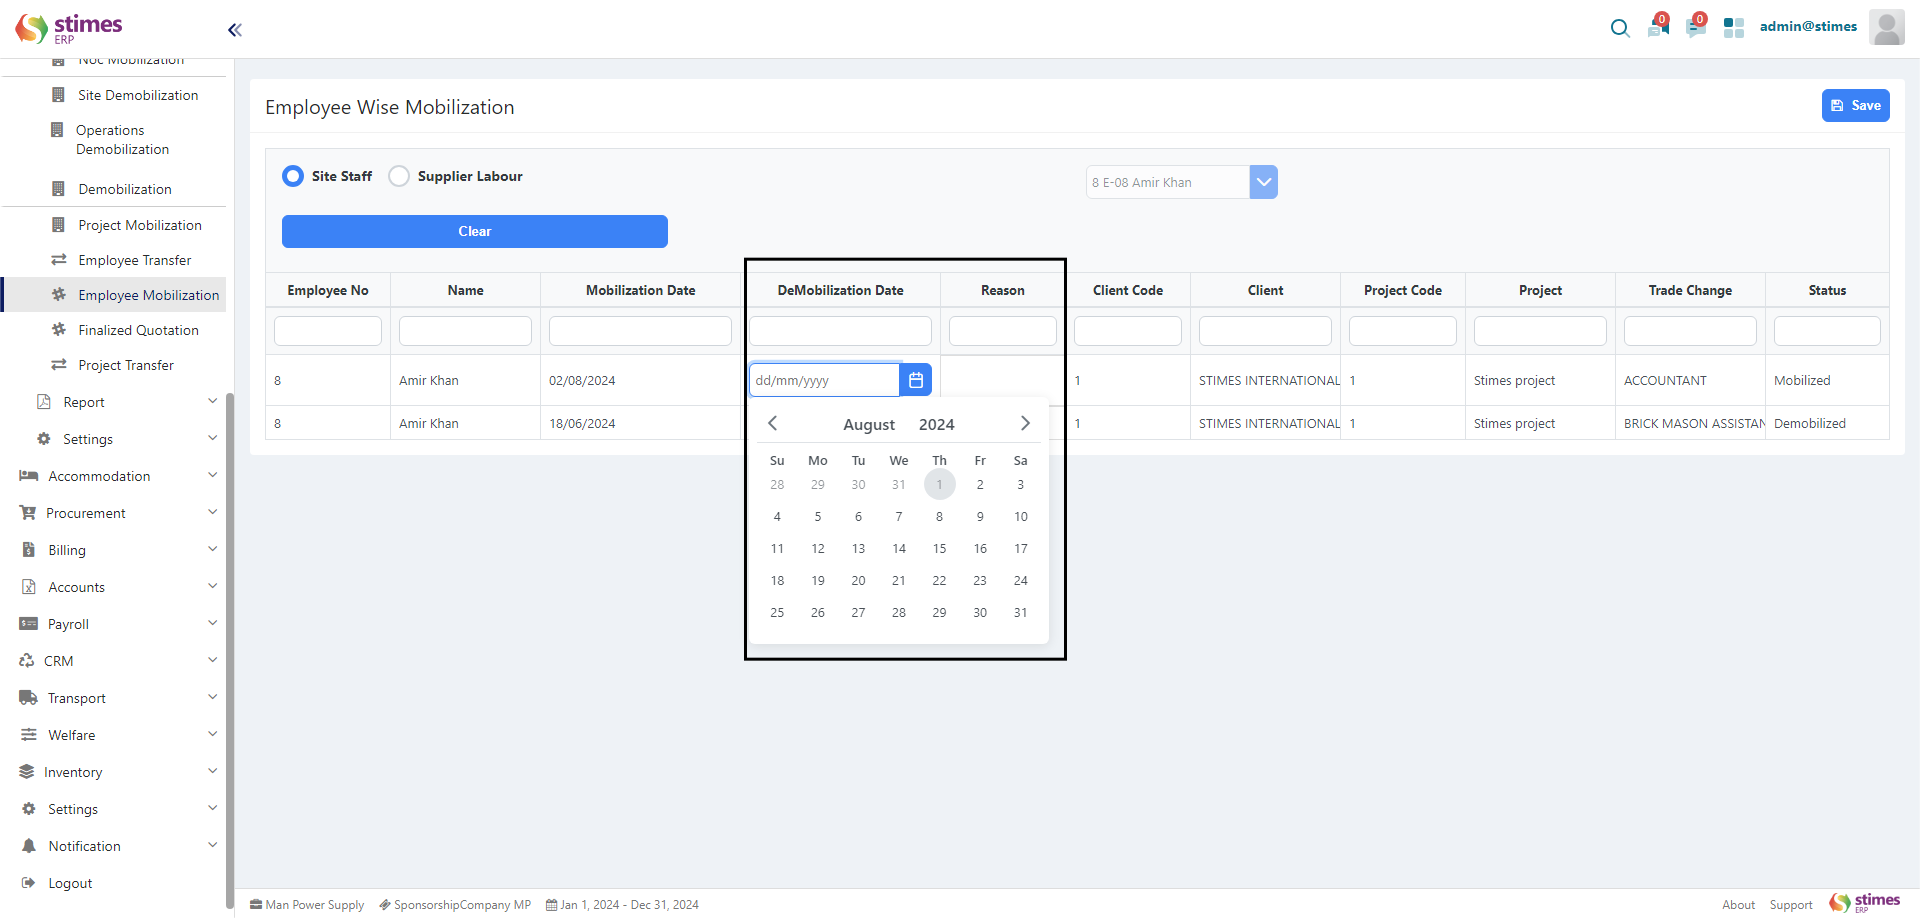 stimes
ERP
0
0
admin@stimes
Noc Mobilization
Site Demobilization
Operations
Demobilization
Demobilization
Project Mobilization
Employee Transfer
Employee Mobilization
Finalized Quotation
Project Transfer
Report
Settings
Accommodation
Procurement
Billing
Accounts
Payroll
CRM
Transport
Welfare
Inventory
Settings
Notification
Logout
Employee Wise Mobilization
Save
Site Staff
Supplier Labour
8 E-08 Amir Khan
Clear
Employee No Name Mobilization Date DeMobilization Date Reason Client Code Client Project Code Project Trade Change Status
8 Amir Khan 02/08/2024 dd/mm/yyyy 1 STIMES INTERNATIONAL 1 Stimes project ACCOUNTANT Mobilized
8 Amir Khan 18/06/2024 1 STIMES INTERNATIONAL 1 Stimes project BRICK MASON ASSISTAN Demobilized
August 2024
Su Mo Tu We Th Fr Sa
28 29 30 31 1 2 3
4 5 6 7 8 9 10
11 12 13 14 15 16 17
18 19 20 21 22 23 24
25 26 27 28 29 30 31
Man Power Supply SponsorshipCompany MP Jan 1, 2024 - Dec 31, 2024
About Support
stimes
ERP